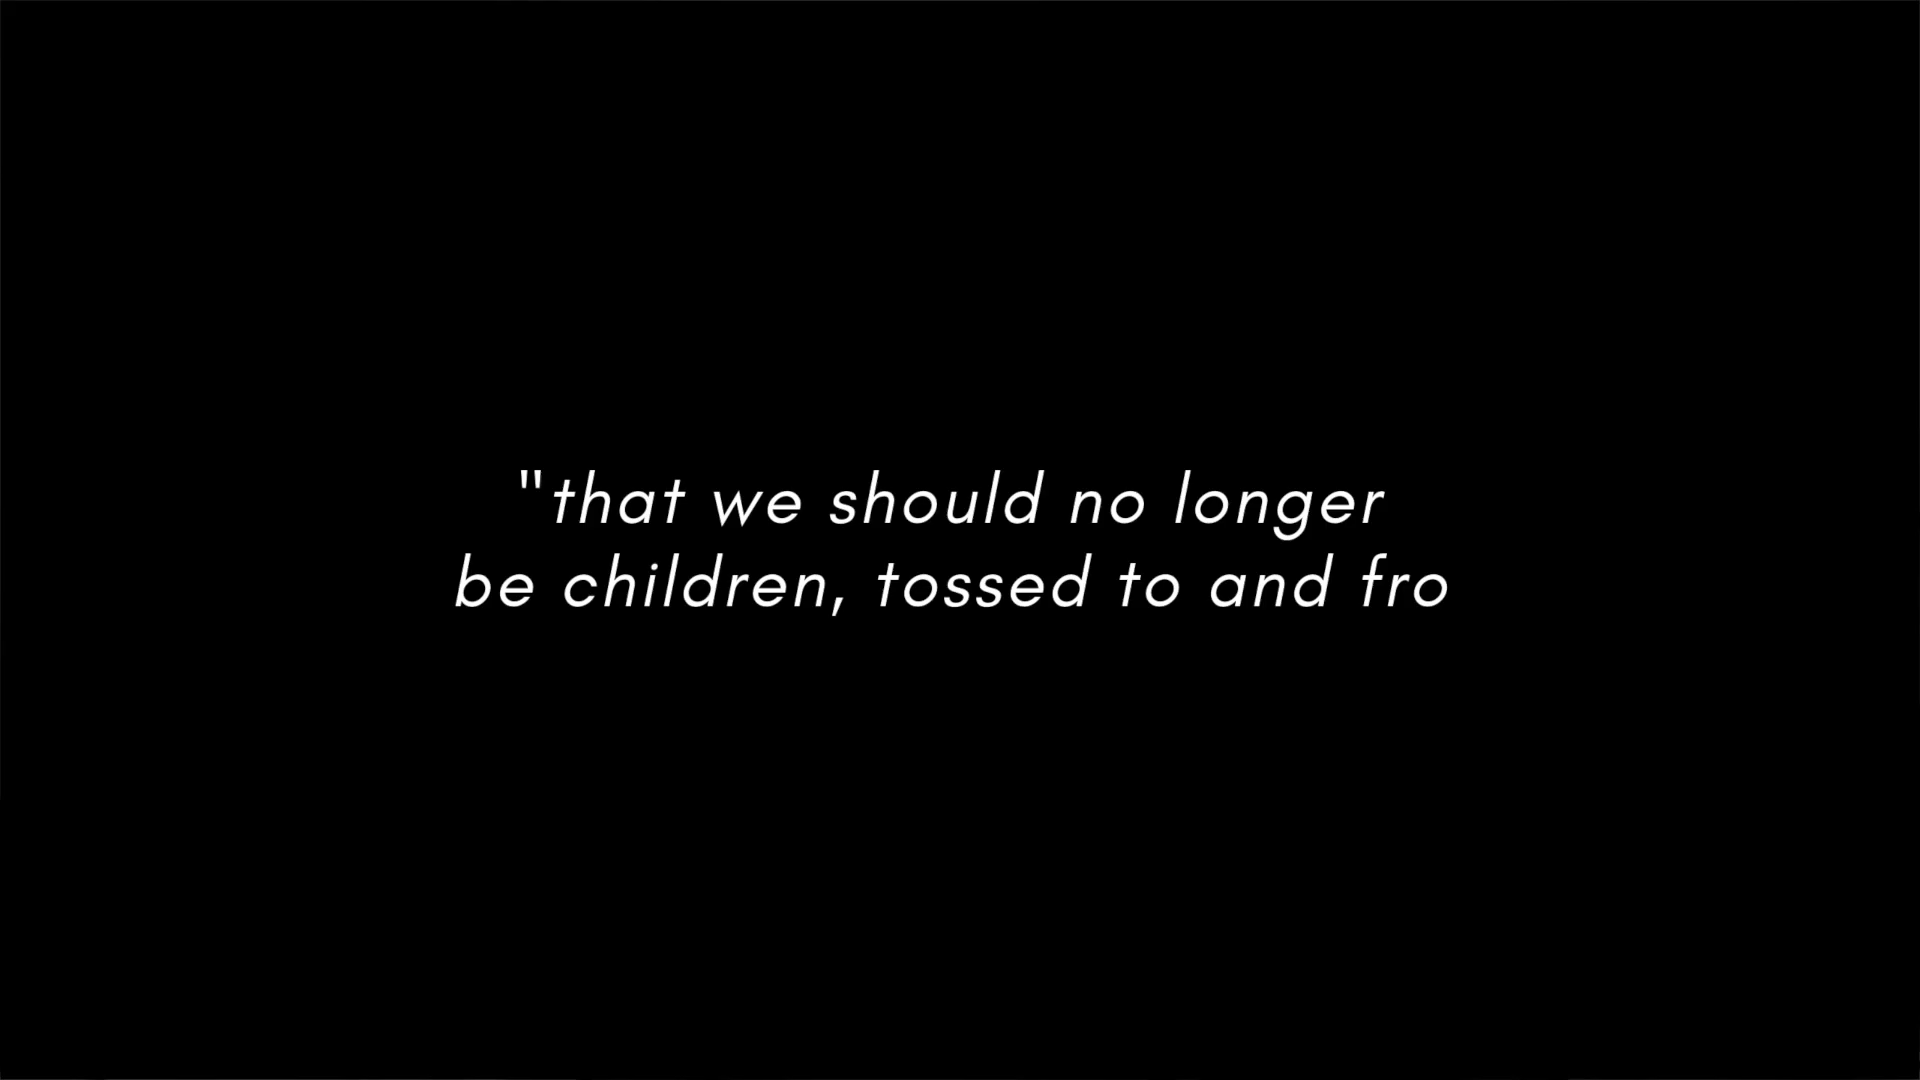 "that we should no longer
be children, tossed to and fro